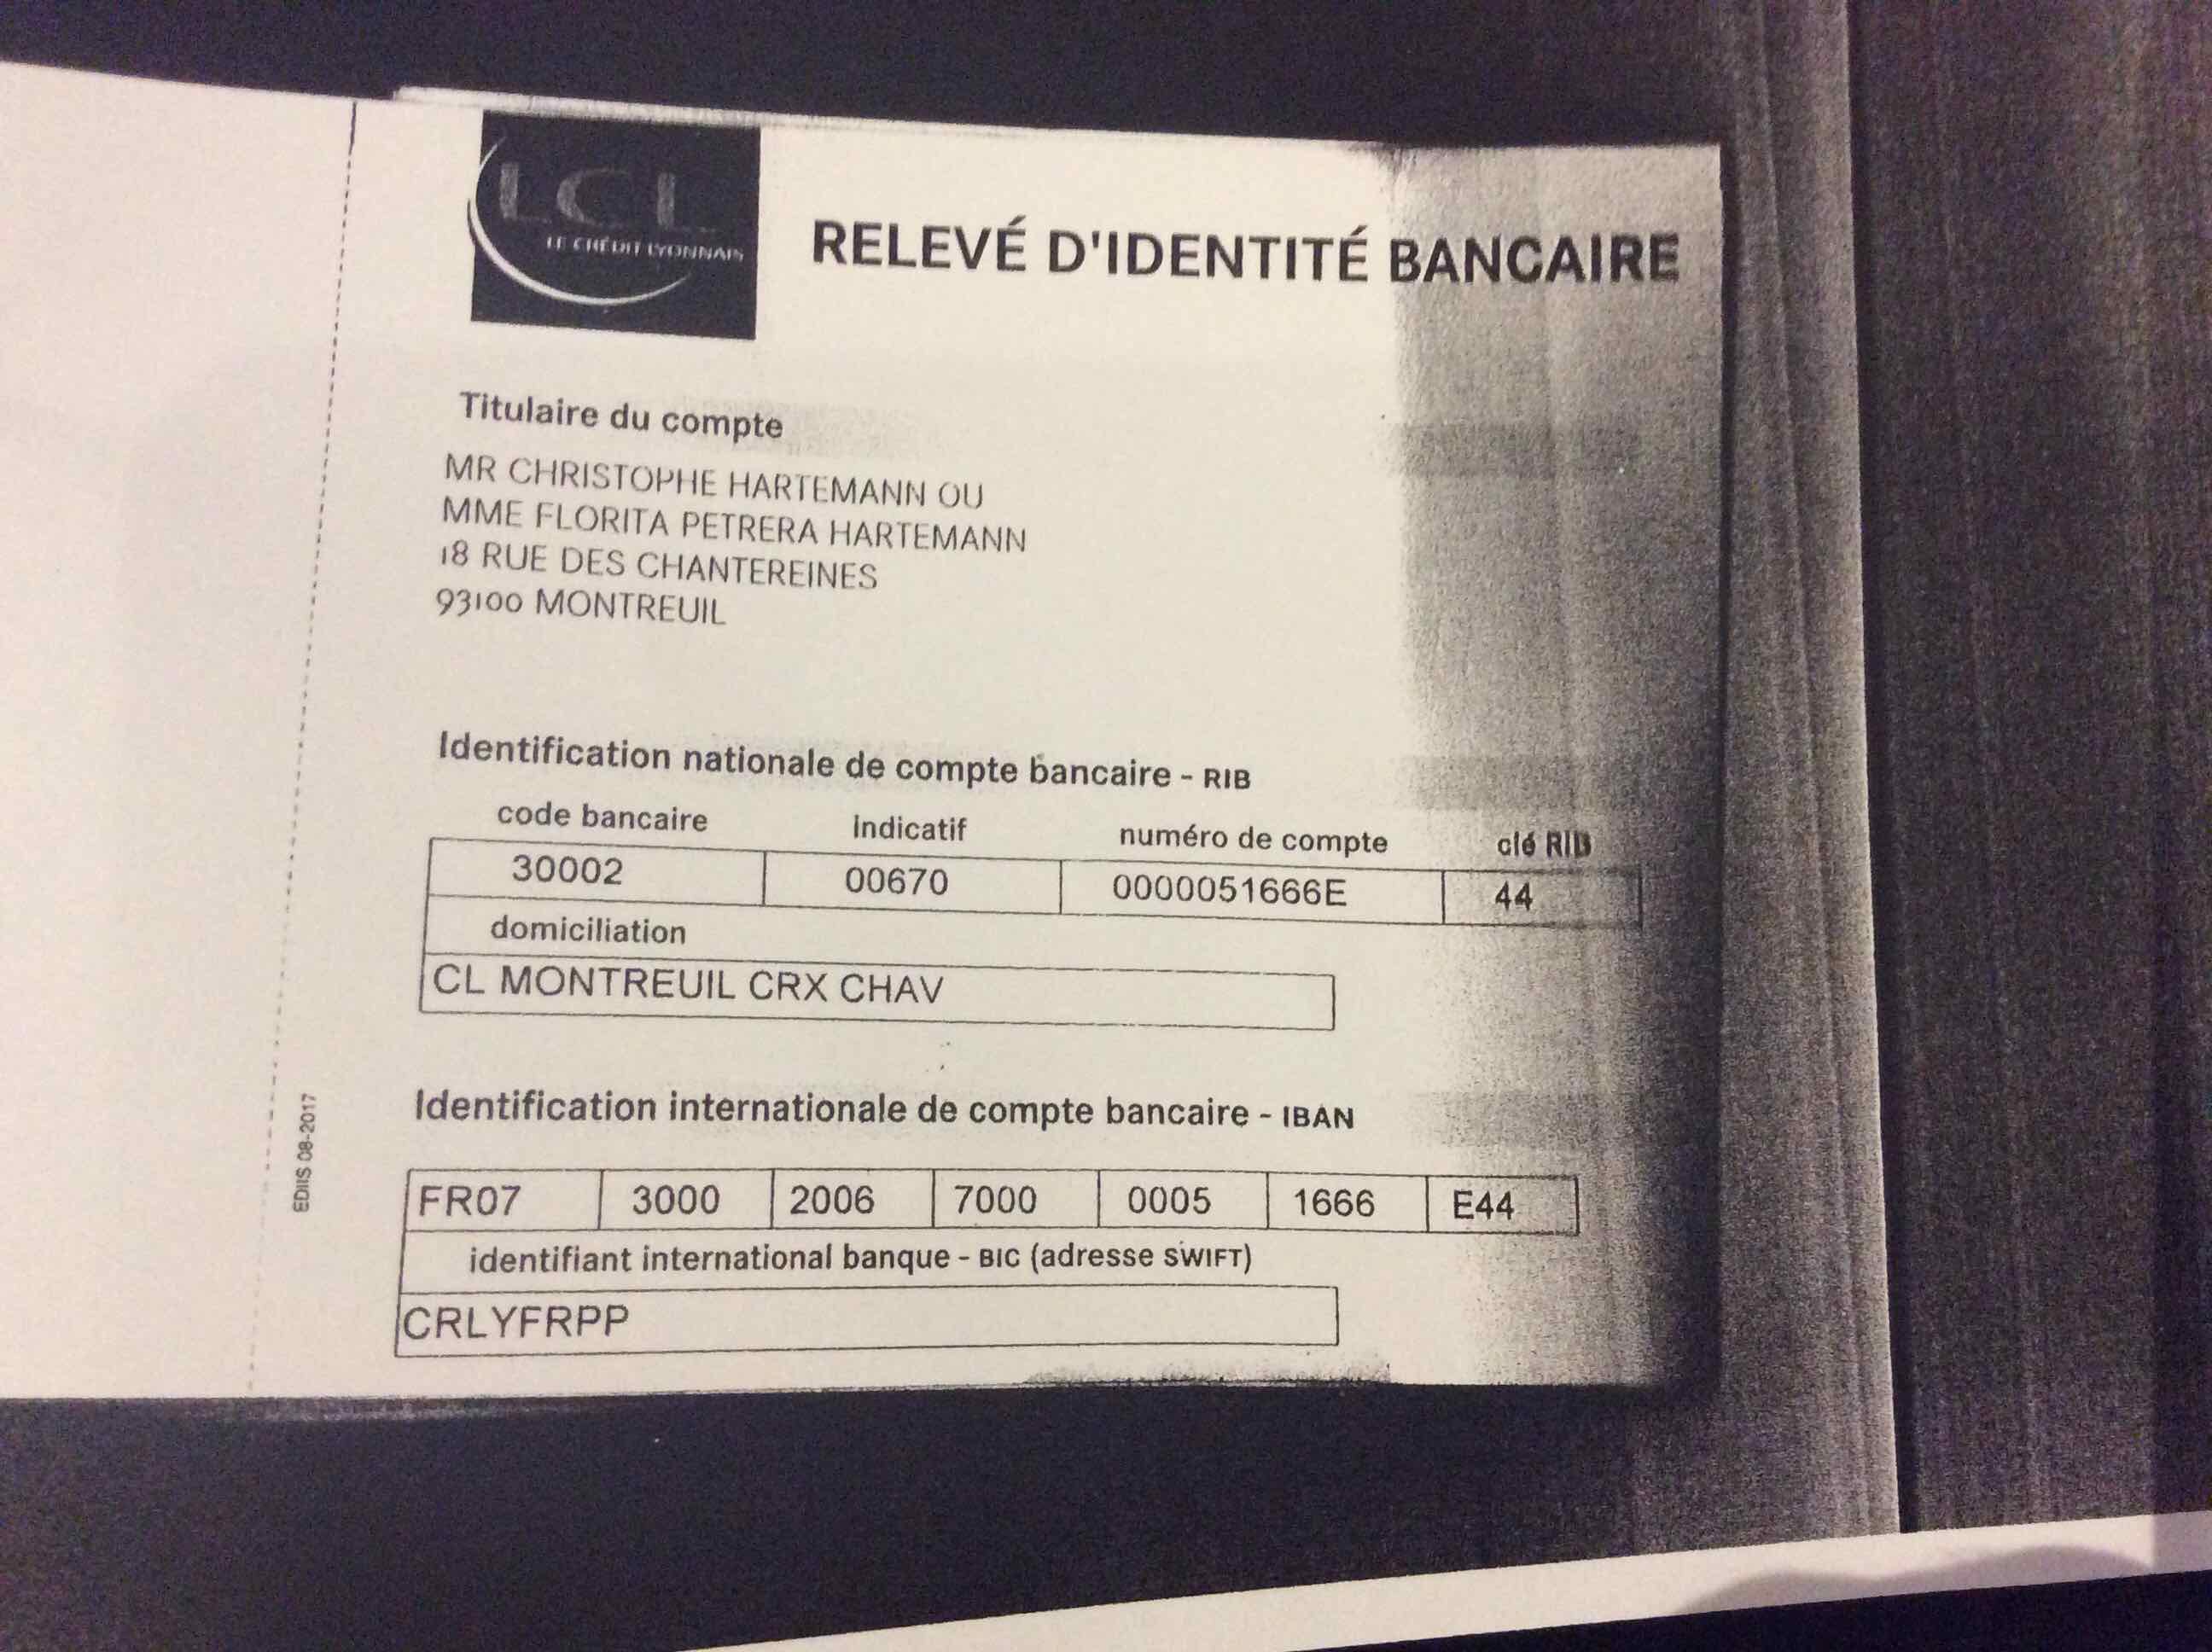 LCL
LE CRÉDIT LYONNAIS
RELEVÉ D'IDENTITÉ BANCAIRE
Titulaire du compte
MR CHRISTOPHE HARTEMANN OU
MME FLORITA PETRERA HARTEMANN
18 RUE DES CHANTEREINES
93100 MONTREUIL
Identification nationale de compte bancaire - RIB
code bancaire indicatif numéro de compte clé RIB
30002 00670 0000051666E 44
domiciliation
CL MONTREUIL CRX CHAV
Identification internationale de compte bancaire - IBAN
FR07 3000 2006 7000 0005 1666 E44
identifiant international banque - BIC (adresse SWIFT)
CRLYFRPP
EDIIS 08-2017